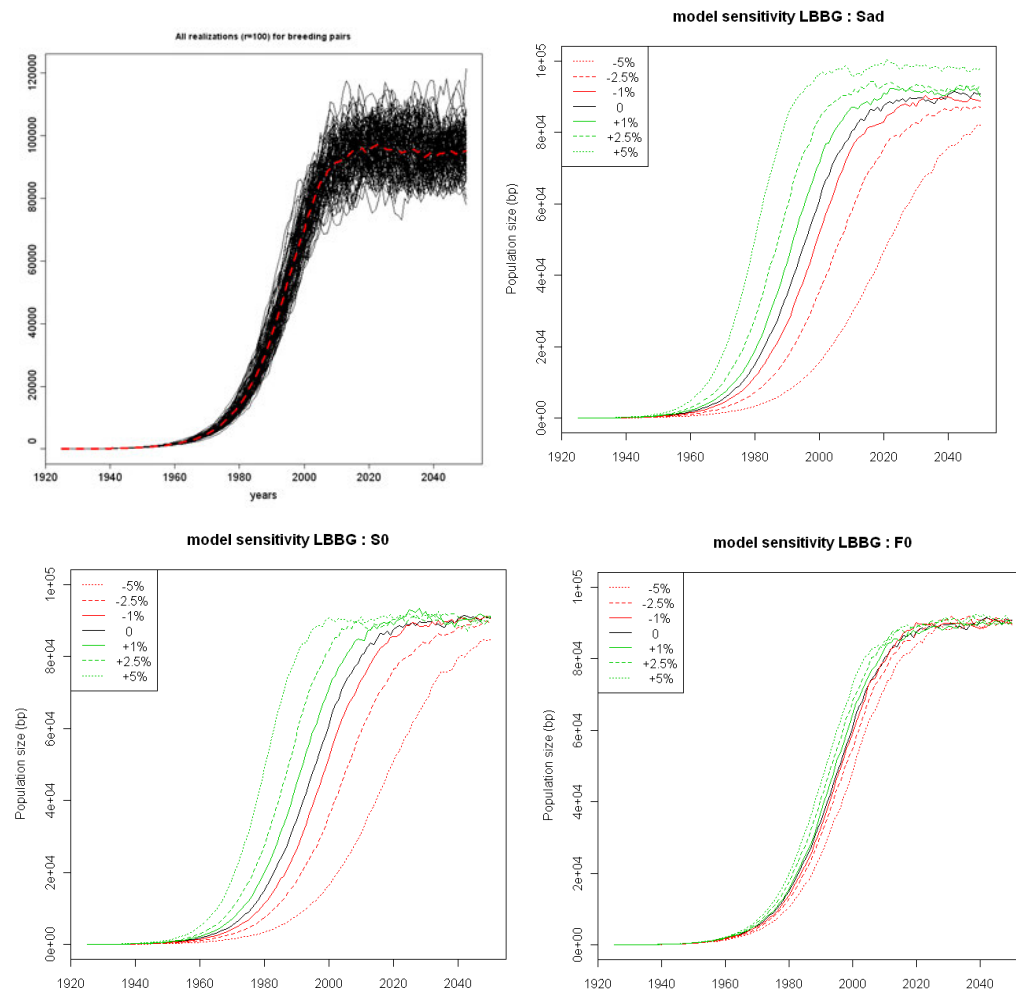 All realizations (r=100) for breeding pairs
120000
100000
80000
60000
40000
20000
0
1920 1940 1960 1980 2000 2020 2040
years
model sensitivity LBBG : Sad
-5%
-2.5%
-1%
0
+1%
+2.5%
+5%
Population size (bp)
1e+05
8e+04
6e+04
4e+04
2e+04
0e+00
1920 1940 1960 1980 2000 2020 2040
model sensitivity LBBG : S0
-5%
-2.5%
-1%
0
+1%
+2.5%
+5%
Population size (bp)
1e+05
8e+04
6e+04
4e+04
2e+04
0e+00
1920 1940 1960 1980 2000 2020 2040
model sensitivity LBBG : F0
-5%
-2.5%
-1%
0
+1%
+2.5%
+5%
Population size (bp)
1e+05
8e+04
6e+04
4e+04
2e+04
0e+00
1920 1940 1960 1980 2000 2020 2040